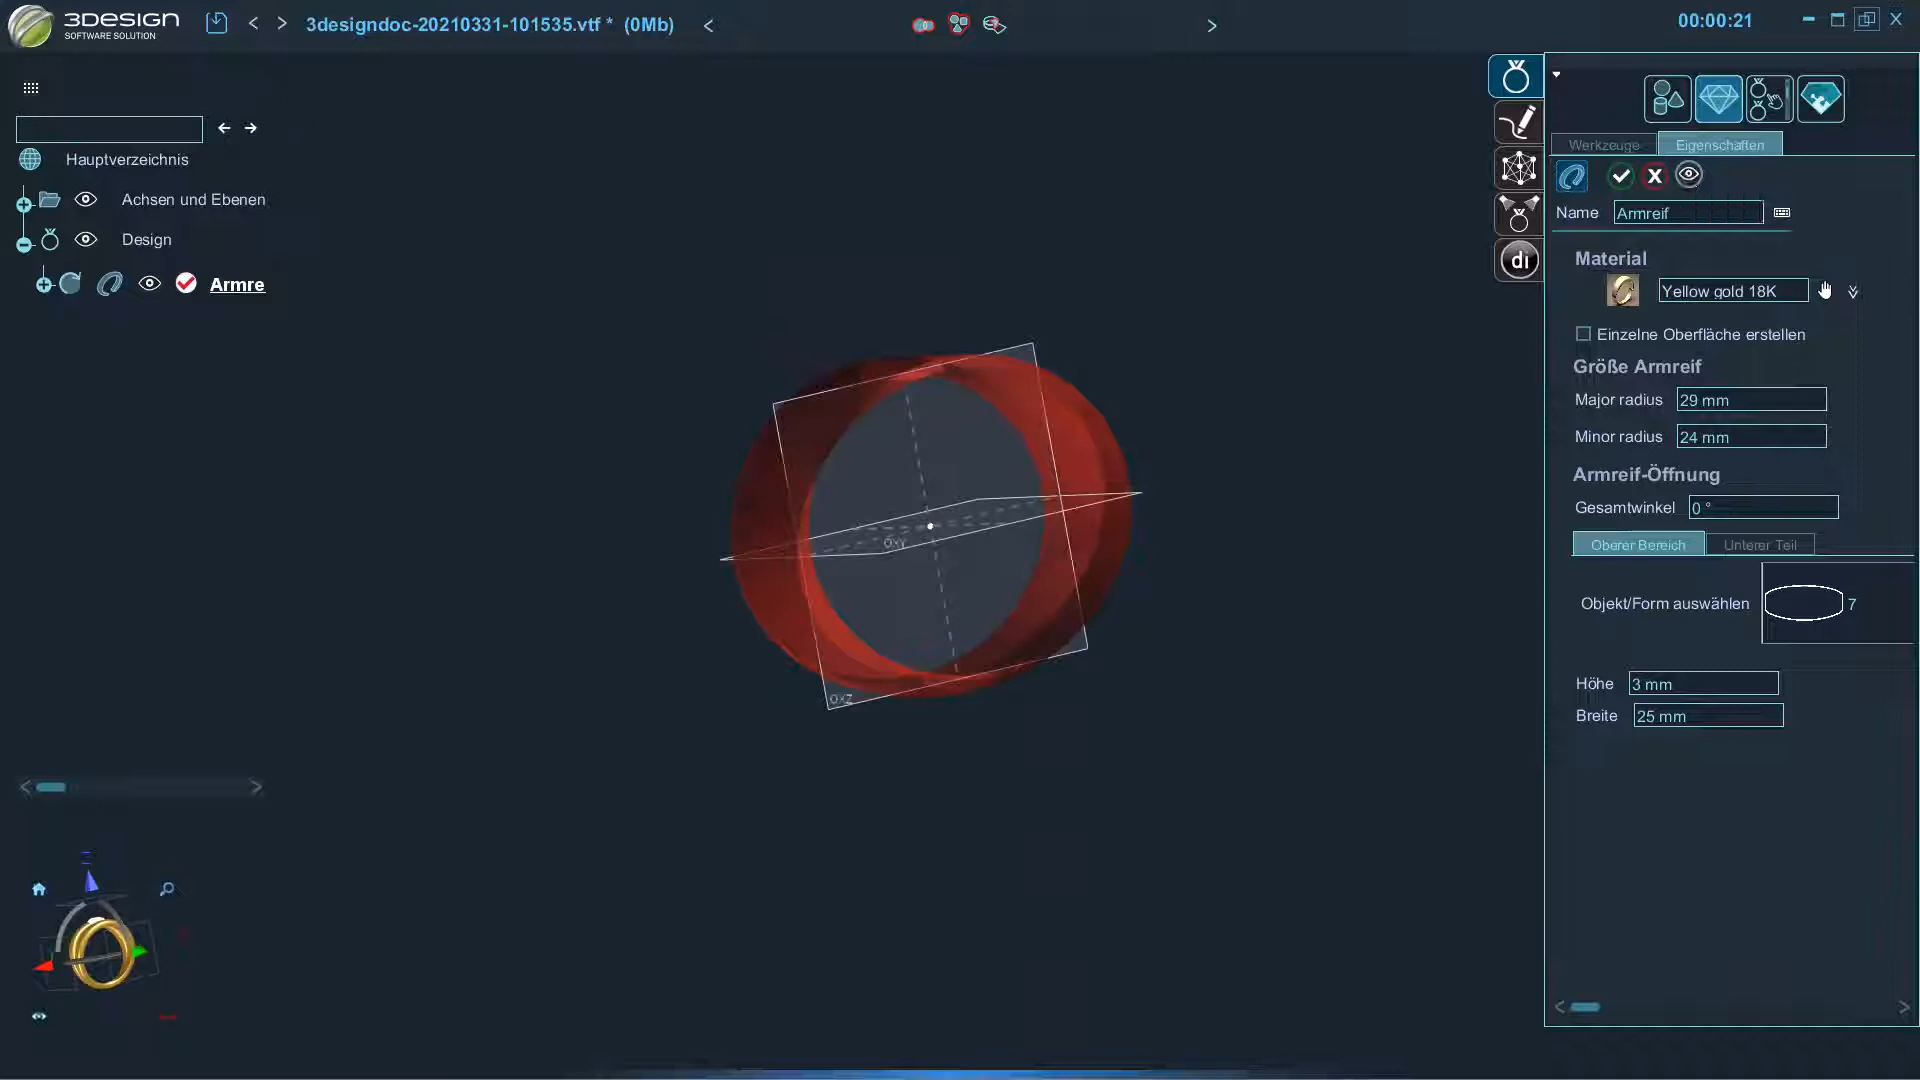 3DESIGN
SOFTWARE SOLUTION
3designdoc-20210331-101535.vtf * (0Mb)
00:00:21
Hauptverzeichnis
Achsen und Ebenen
Design
Armre
di
Werkzeuge
Eigenschaften
Name
Armreif
Material
Yellow gold 18K
Einzelne Oberfläche erstellen
Größe Armreif
Major radius
29 mm
Minor radius
24 mm
Armreif-Öffnung
Gesamtwinkel
0 °
Oberer Bereich
Unterer Teil
Objekt/Form auswählen
7
Höhe
3 mm
Breite
25 mm
OXY
OXZ